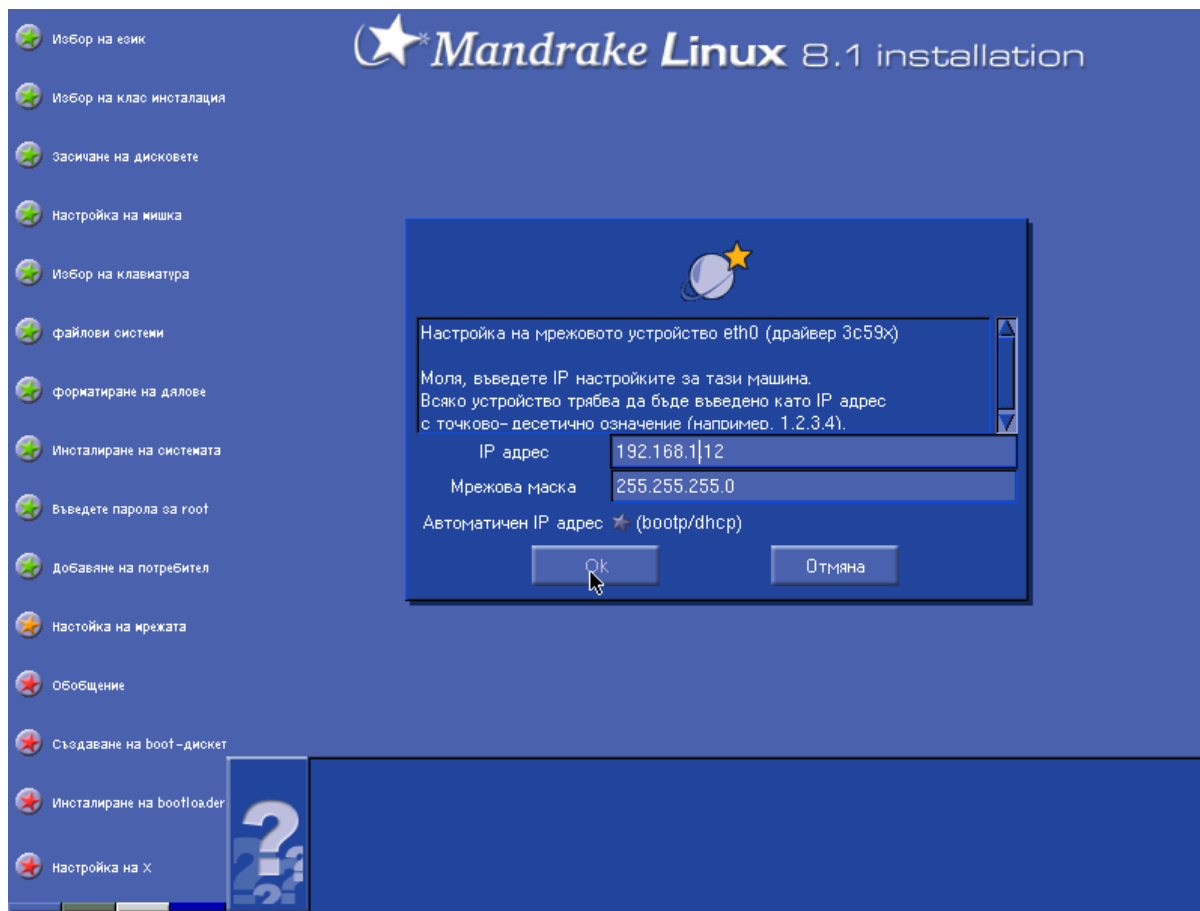 Mandrake Linux 8.1 installation
Избор на език
Избор на клас инсталация
Засичане на дисковете
Настройка на мишка
Избор на клавиатура
файлови системи
форматиране на дялове
Инсталиране на системата
Въведете парола за root
Добавяне на потребител
Настойка на мрежата
Обобщение
Създаване на boot-дискет
Инсталиране на bootloader
Настройка на X
Настройка на мрежовото устройство eth0 (драйвер 3c59x)
Моля, въведете IP настройките за тази машина.
Всяко устройство трябва да бъде въведено като IP адрес
с точково-десетично означение (например, 1.2.3.4).
IP адрес 192.168.1.12
Мрежова маска 255.255.255.0
Автоматичен IP адрес (bootp/dhcp)
Ok Отмяна